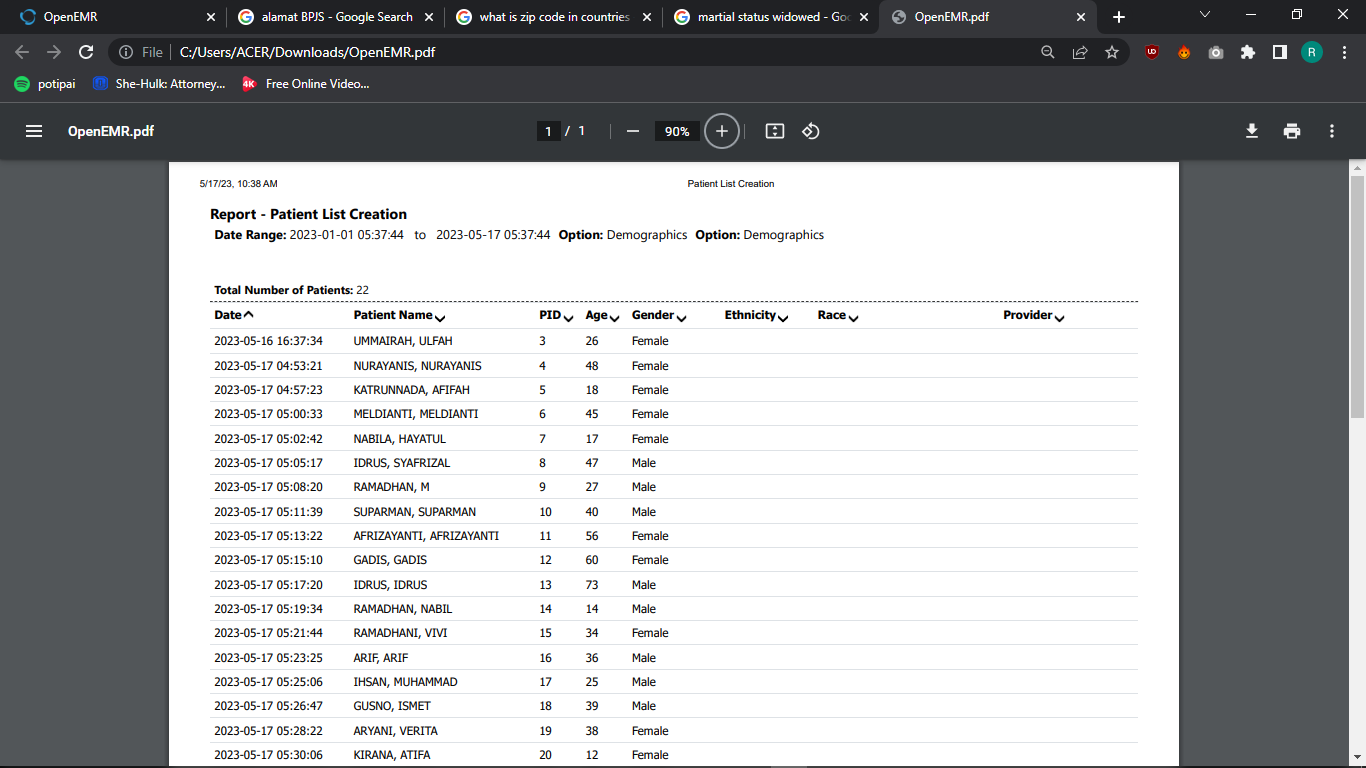 OpenEMR
alamat BPJS - Google Search
what is zip code in countries
martial status widowed - Goo
OpenEMR.pdf
File C:/Users/ACER/Downloads/OpenEMR.pdf
UD
R
potipai
She-Hulk: Attorney...
4K Free Online Video...
OpenEMR.pdf
1 / 1
90%
5/17/23, 10:38 AM Patient List Creation
Report - Patient List Creation
Date Range: 2023-01-01 05:37:44 to 2023-05-17 05:37:44 Option: Demographics Option: Demographics
Total Number of Patients: 22
Date Patient Name PID Age Gender Ethnicity Race Provider
2023-05-16 16:37:34 UMMAIRAH, ULFAH 3 26 Female
2023-05-17 04:53:21 NURAYANIS, NURAYANIS 4 48 Female
2023-05-17 04:57:23 KATRUNNADA, AFIFAH 5 18 Female
2023-05-17 05:00:33 MELDIANTI, MELDIANTI 6 45 Female
2023-05-17 05:02:42 NABILA, HAYATUL 7 17 Female
2023-05-17 05:05:17 IDRUS, SYAFRIZAL 8 47 Male
2023-05-17 05:08:20 RAMADHAN, M 9 27 Male
2023-05-17 05:11:39 SUPARMAN, SUPARMAN 10 40 Male
2023-05-17 05:13:22 AFRIZAYANTI, AFRIZAYANTI 11 56 Female
2023-05-17 05:15:10 GADIS, GADIS 12 60 Female
2023-05-17 05:17:20 IDRUS, IDRUS 13 73 Male
2023-05-17 05:19:34 RAMADHAN, NABIL 14 14 Male
2023-05-17 05:21:44 RAMADHANI, VIVI 15 34 Female
2023-05-17 05:23:25 ARIF, ARIF 16 36 Male
2023-05-17 05:25:06 IHSAN, MUHAMMAD 17 25 Male
2023-05-17 05:26:47 GUSNO, ISMET 18 39 Male
2023-05-17 05:28:22 ARYANI, VERITA 19 38 Female
2023-05-17 05:30:06 KIRANA, ATIFA 20 12 Female